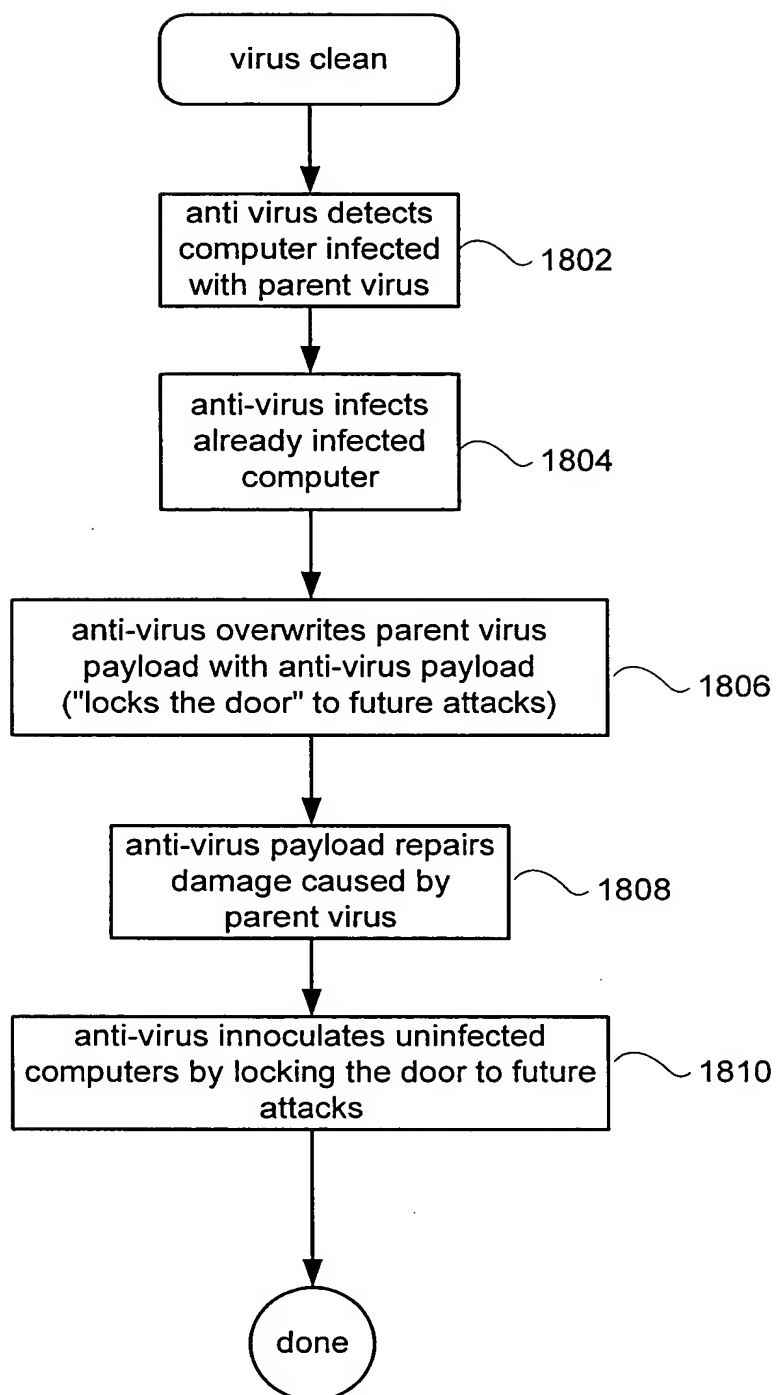 virus clean
anti virus detects
computer infected
with parent virus
1802
anti-virus infects
already infected
computer
1804
anti-virus overwrites parent virus
payload with anti-virus payload
("locks the door" to future attacks)
1806
anti-virus payload repairs
damage caused by
parent virus
1808
anti-virus innoculates uninfected
computers by locking the door to future
attacks
1810
done